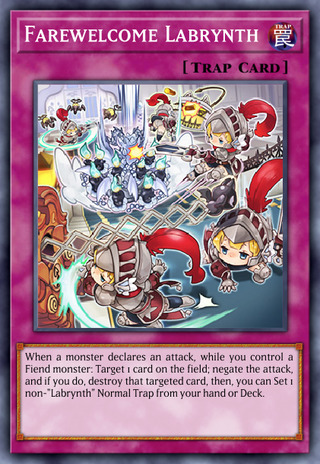 Farewelcome Labrynth
TRAP
罠
[Trap Card]
When a monster declares an attack, while you control a
Fiend monster: Target 1 card on the field; negate the attack,
and if you do, destroy that targeted card, then, you can Set 1
non-"Labrynth" Normal Trap from your hand or Deck.